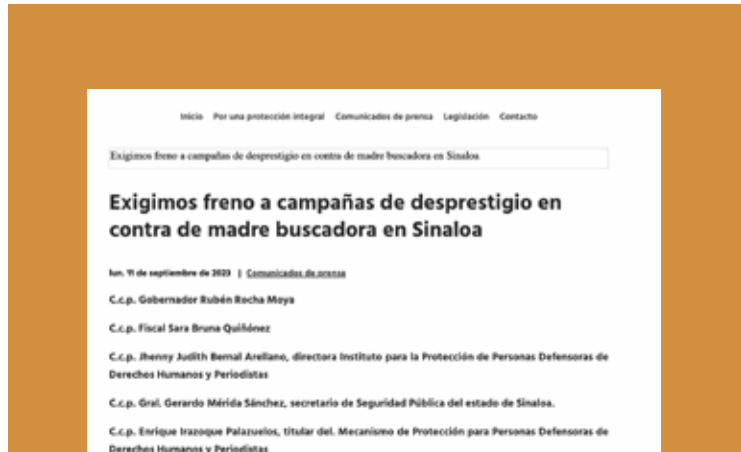 Inicio Por una protección integral Comunicados de prensa Legislación Contacto
Exigimos freno a campañas de desprestigio en contra de madre buscadora en Sinaloa
Exigimos freno a campañas de desprestigio en
contra de madre buscadora en Sinaloa
lun. 11 de septiembre de 2023 | Comunicados de prensa
C.c.p. Gobernador Rubén Rocha Moya
C.c.p. Fiscal Sara Bruna Quiñónez
C.c.p. Jhenny Judith Bernal Arellano, directora Instituto para la Protección de Personas Defensoras de
Derechos Humanos y Periodistas
C.c.p. Gral. Gerardo Mérida Sánchez, secretario de Seguridad Pública del estado de Sinaloa.
C.c.p. Enrique Irazoque Palazuelos, titular del. Mecanismo de Protección para Personas Defensoras de
Derechos Humanos y Periodistas